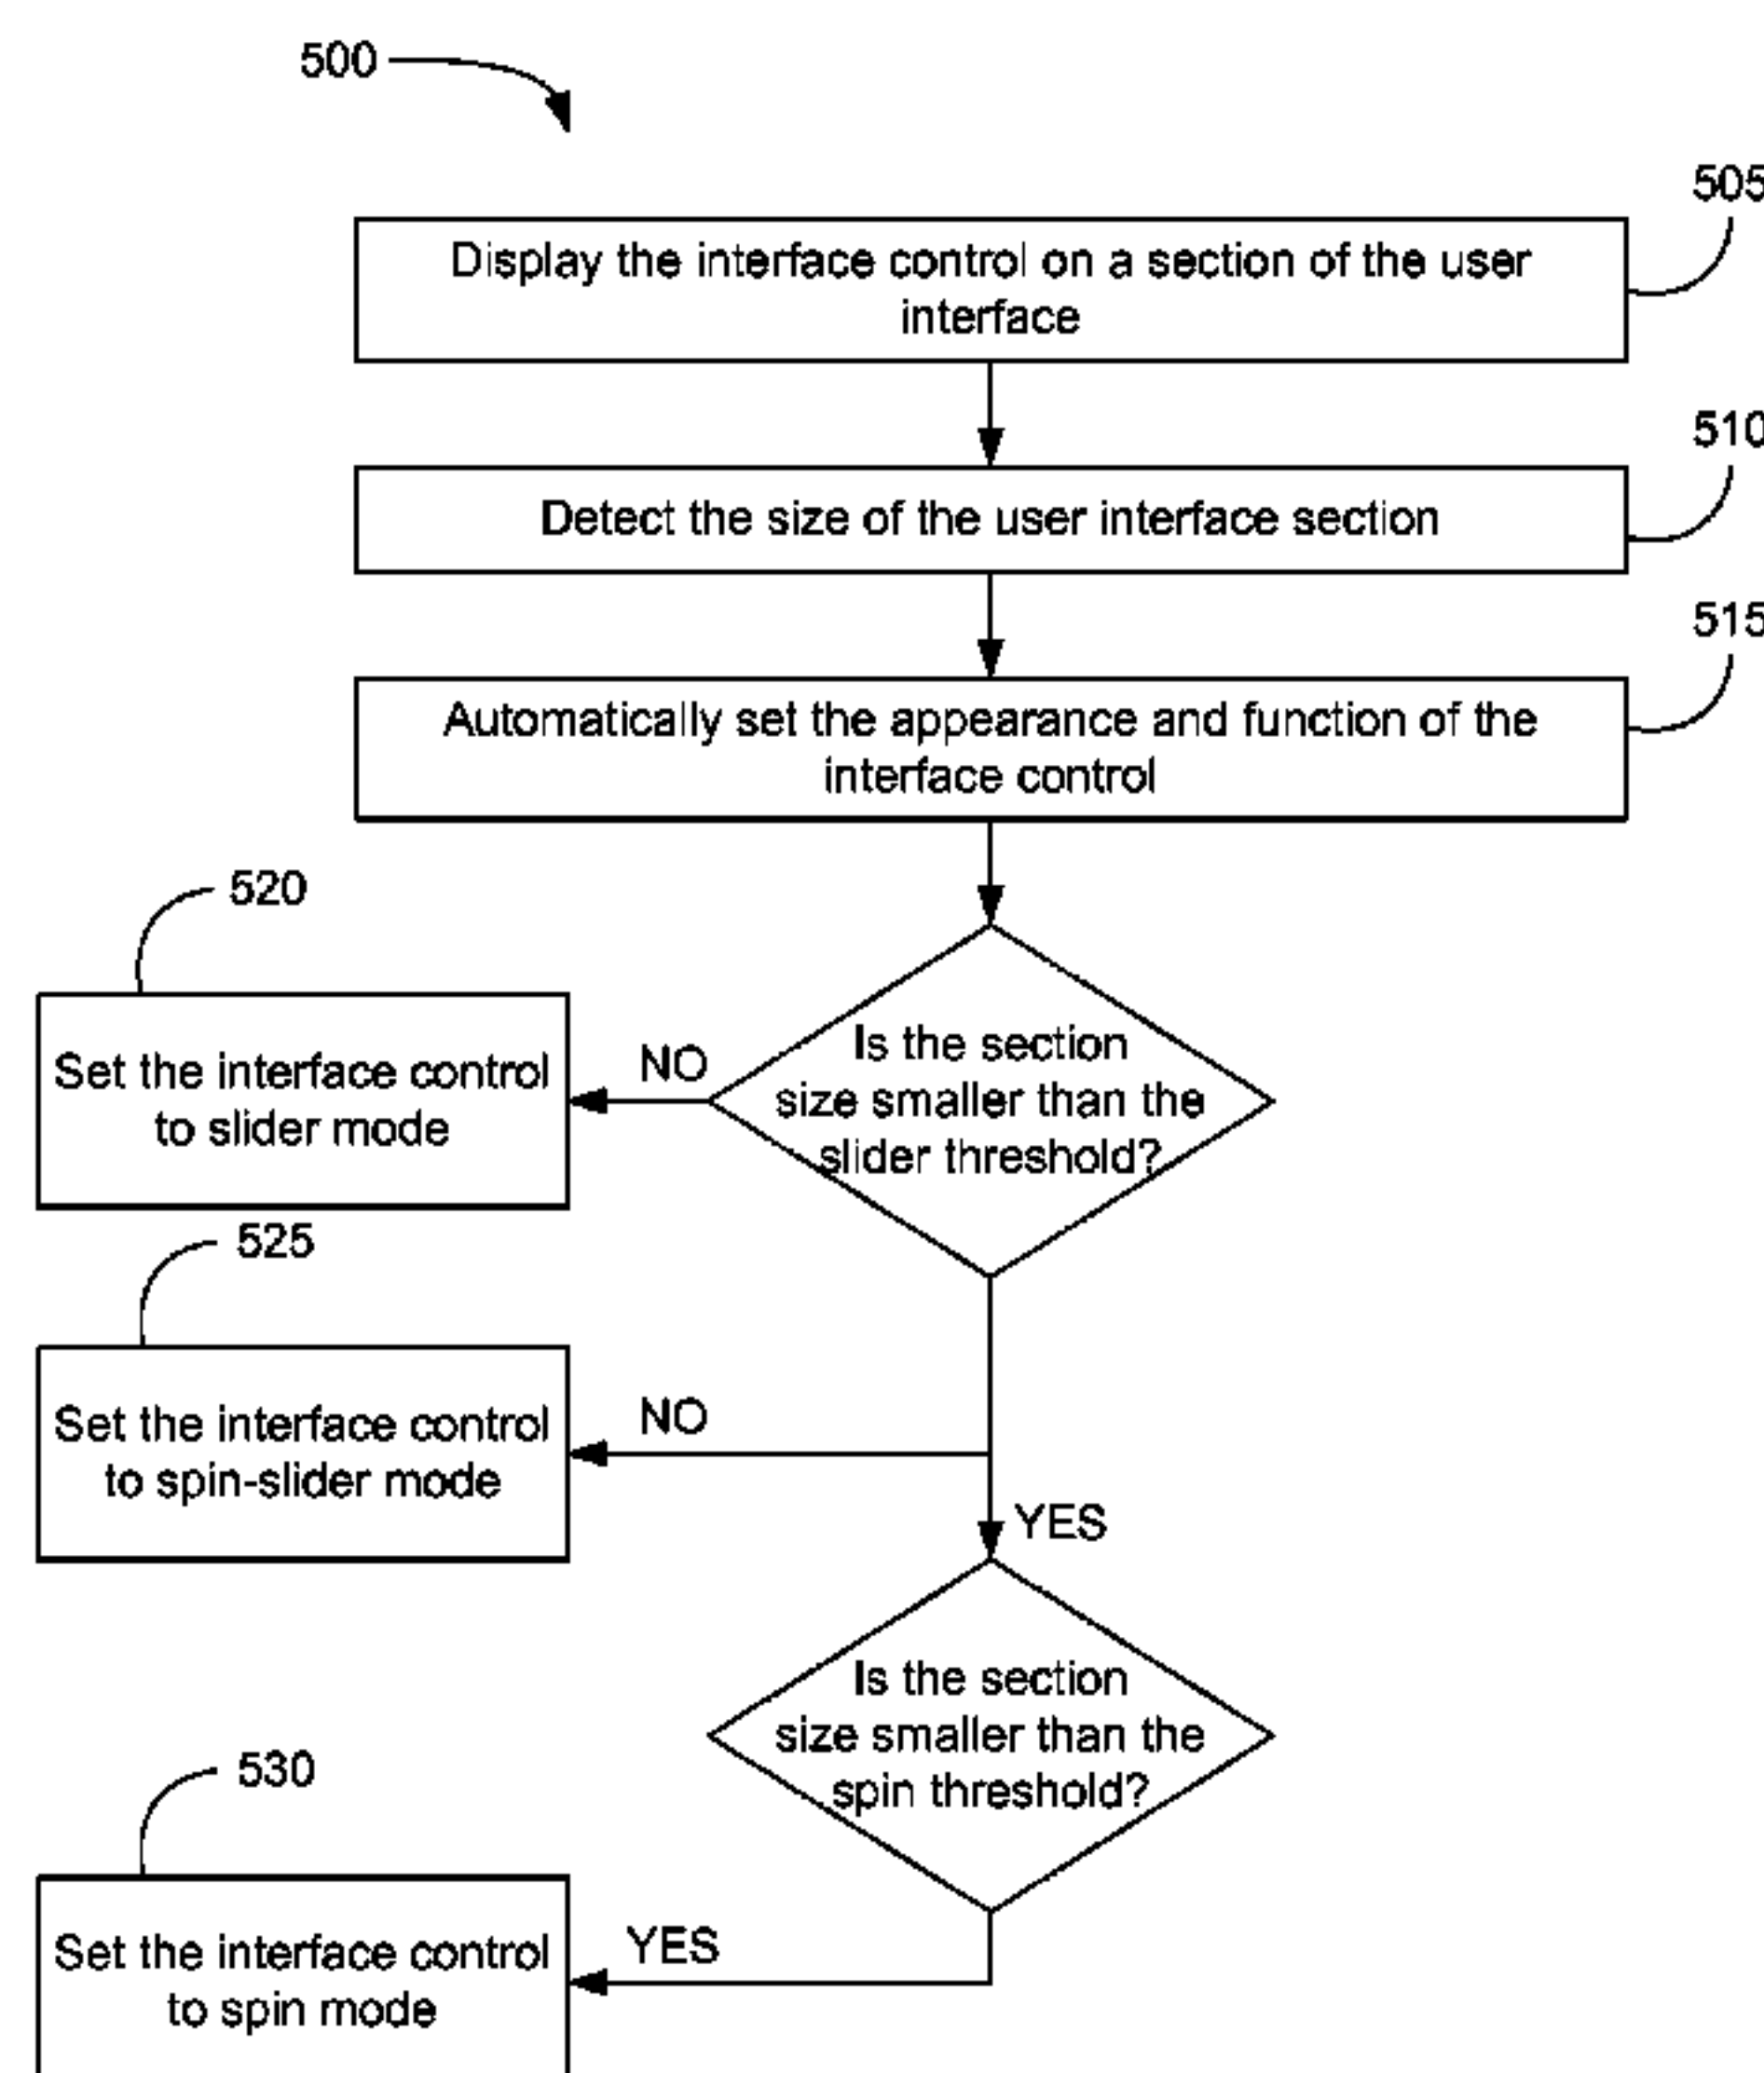 500
505
Display the interface control on a section of the user
interface
510
Detect the size of the user interface section
515
Automatically set the appearance and function of the
interface control
520
Set the interface control
to slider mode
NO
Is the section
size smaller than the
slider threshold?
525
Set the interface control
to spin-slider mode
NO
YES
Is the section
size smaller than the
spin threshold?
530
Set the interface control
to spin mode
YES